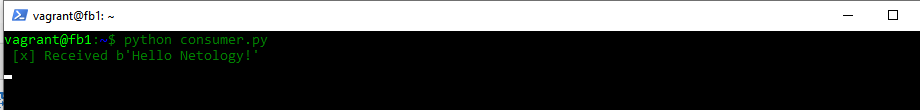 vagrant@fb1: ~
vagrant@fb1:~$ python consumer.py
[x] Received b'Hello Netology!'